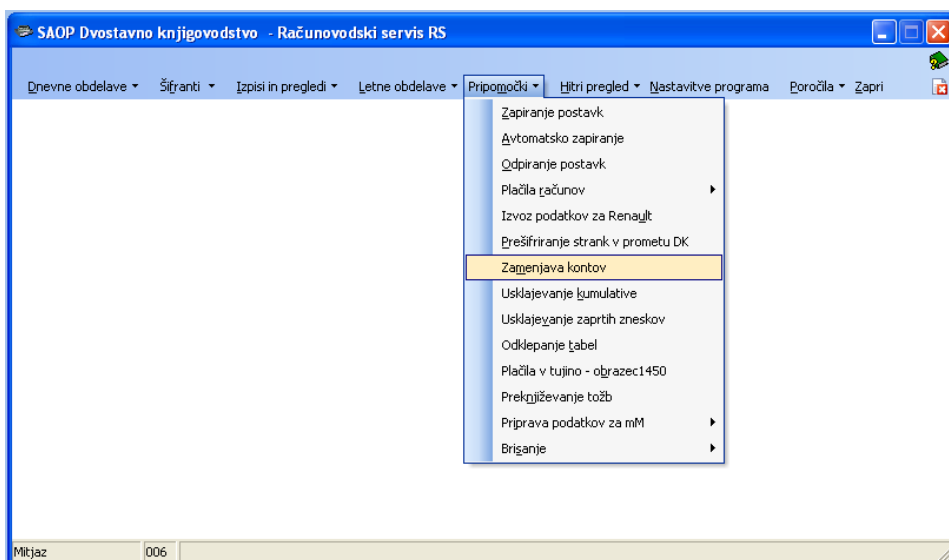 SAOP Dvostavno knjigovodstvo - Računovodski servis RS
Dnevne obdelave Šifranti Izpisi in pregledi Letne obdelave Pripomočki Hitri pregled Nastavitve programa Poročila Zapri
Zapiranje postavk
Avtomatsko zapiranje
Odpiranje postavk
Plačila računov
Izvoz podatkov za Renault
Prešifriranje strank v prometu DK
Zamenjava kontov
Usklajevanje kumulative
Usklajevanje zaprtih zneskov
Odklepanje tabel
Plačila v tujino - obrazec1450
Preknjiževanje tožb
Priprava podatkov za mM
Brisanje
Mitjaz 006